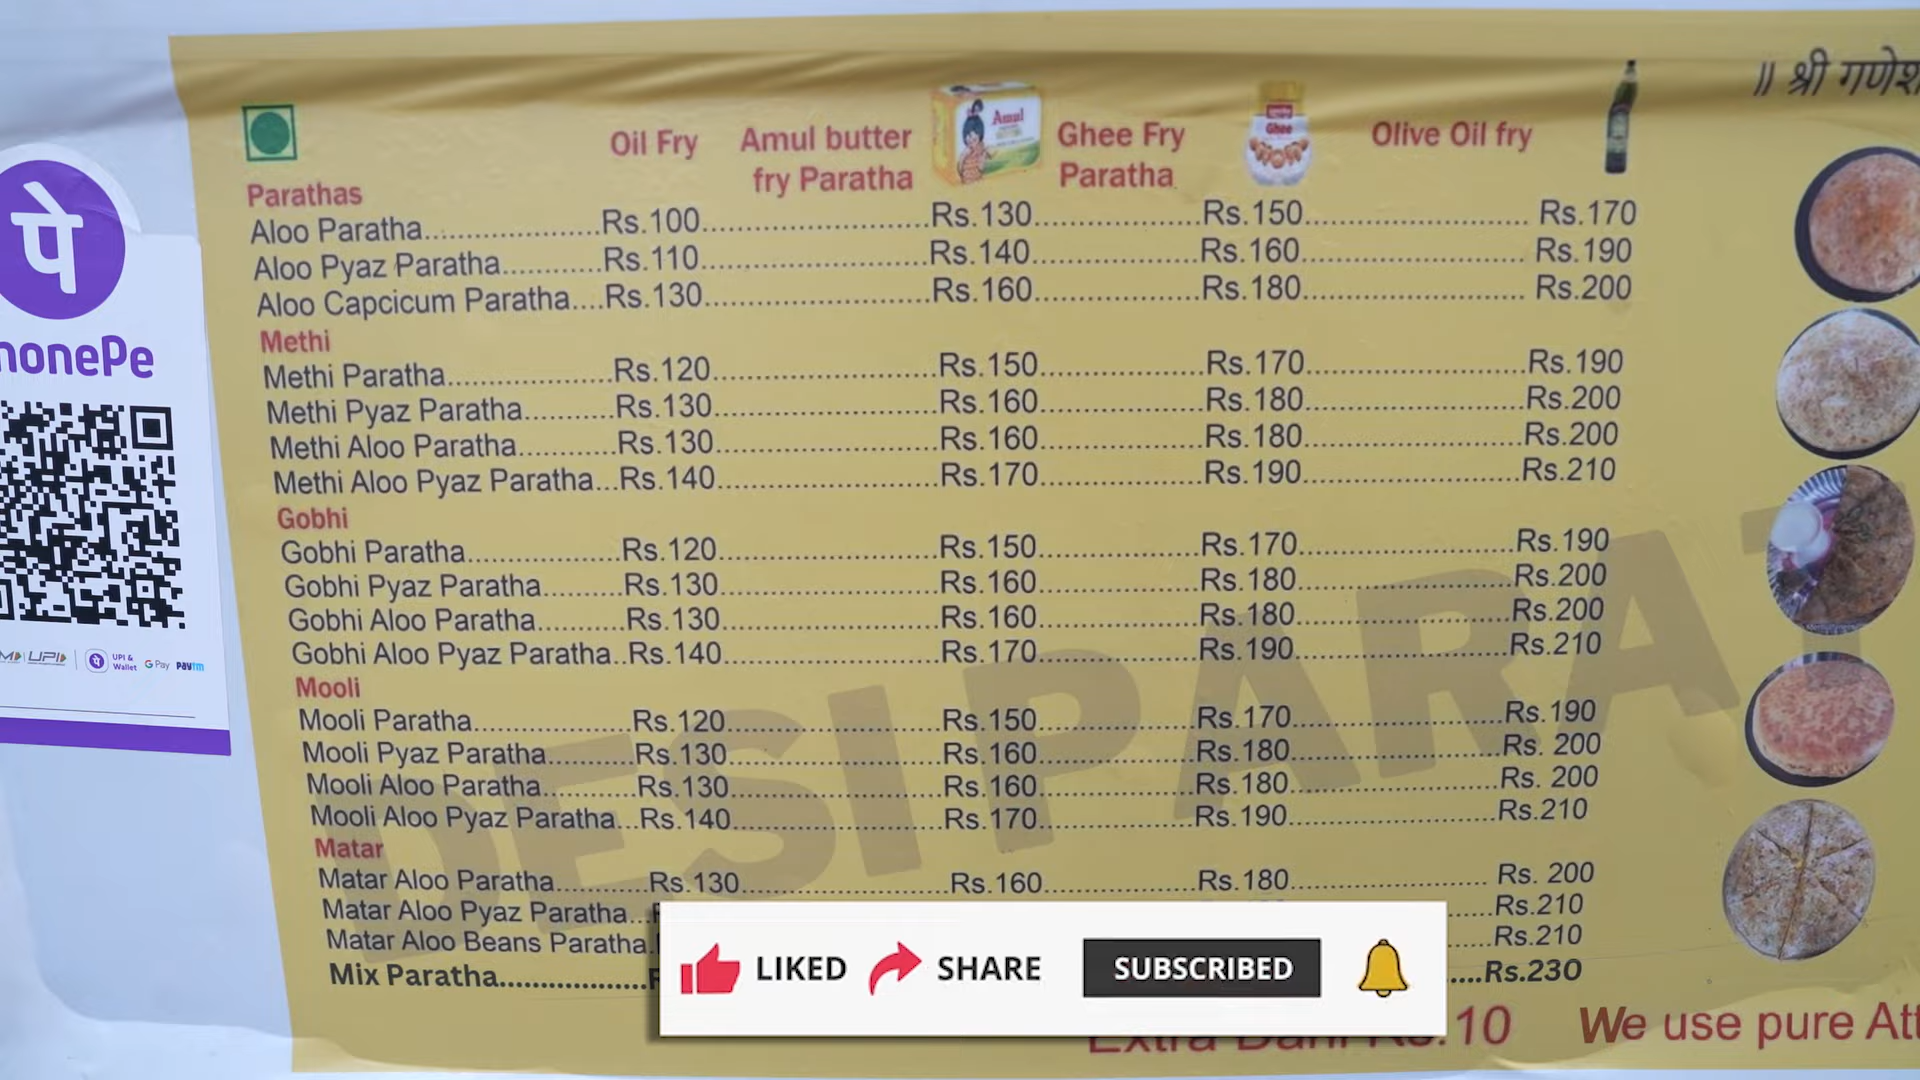 ॥ श्री गणेश
Oil Fry Amul butter fry Paratha Amul Ghee Fry Paratha Ghee Olive Oil fry
Parathas
Aloo Paratha....................Rs.100..........................Rs.130....................Rs.150.......................... Rs.170
Aloo Pyaz Paratha............Rs.110..........................Rs.140....................Rs.160.......................... Rs.190
Aloo Capcicum Paratha....Rs.130..........................Rs.160....................Rs.180.......................... Rs.200
Methi
Methi Paratha...................Rs.120..........................Rs.150....................Rs.170..........................Rs.190
Methi Pyaz Paratha..........Rs.130..........................Rs.160....................Rs.180..........................Rs.200
Methi Aloo Paratha...........Rs.130..........................Rs.160....................Rs.180..........................Rs.200
Methi Aloo Pyaz Paratha...Rs.140..........................Rs.170....................Rs.190..........................Rs.210
Gobhi
Gobhi Paratha..................Rs.120..........................Rs.150....................Rs.170..........................Rs.190
Gobhi Pyaz Paratha.........Rs.130..........................Rs.160....................Rs.180..........................Rs.200
Gobhi Aloo Paratha..........Rs.130..........................Rs.160....................Rs.180..........................Rs.200
Gobhi Aloo Pyaz Paratha..Rs.140..........................Rs.170....................Rs.190..........................Rs.210
Mooli
Mooli Paratha...................Rs.120..........................Rs.150....................Rs.170..........................Rs.190
Mooli Pyaz Paratha..........Rs.130..........................Rs.160....................Rs.180..........................Rs. 200
Mooli Aloo Paratha...........Rs.130..........................Rs.160....................Rs.180..........................Rs. 200
Mooli Aloo Pyaz Paratha...Rs.140..........................Rs.170....................Rs.190..........................Rs.210
Matar
Matar Aloo Paratha...........Rs.130..........................Rs.160....................Rs.180.......................... Rs. 200
Matar Aloo Pyaz Paratha... .....Rs.210
Matar Aloo Beans Paratha. .....Rs.210
Mix Paratha..................... ....Rs.230
Extra Dahi Rs.10 We use pure Att
DESI PARAT
पे
honePe
UPI
UPI & Wallet
G Pay
paytm
LIKED SHARE SUBSCRIBED